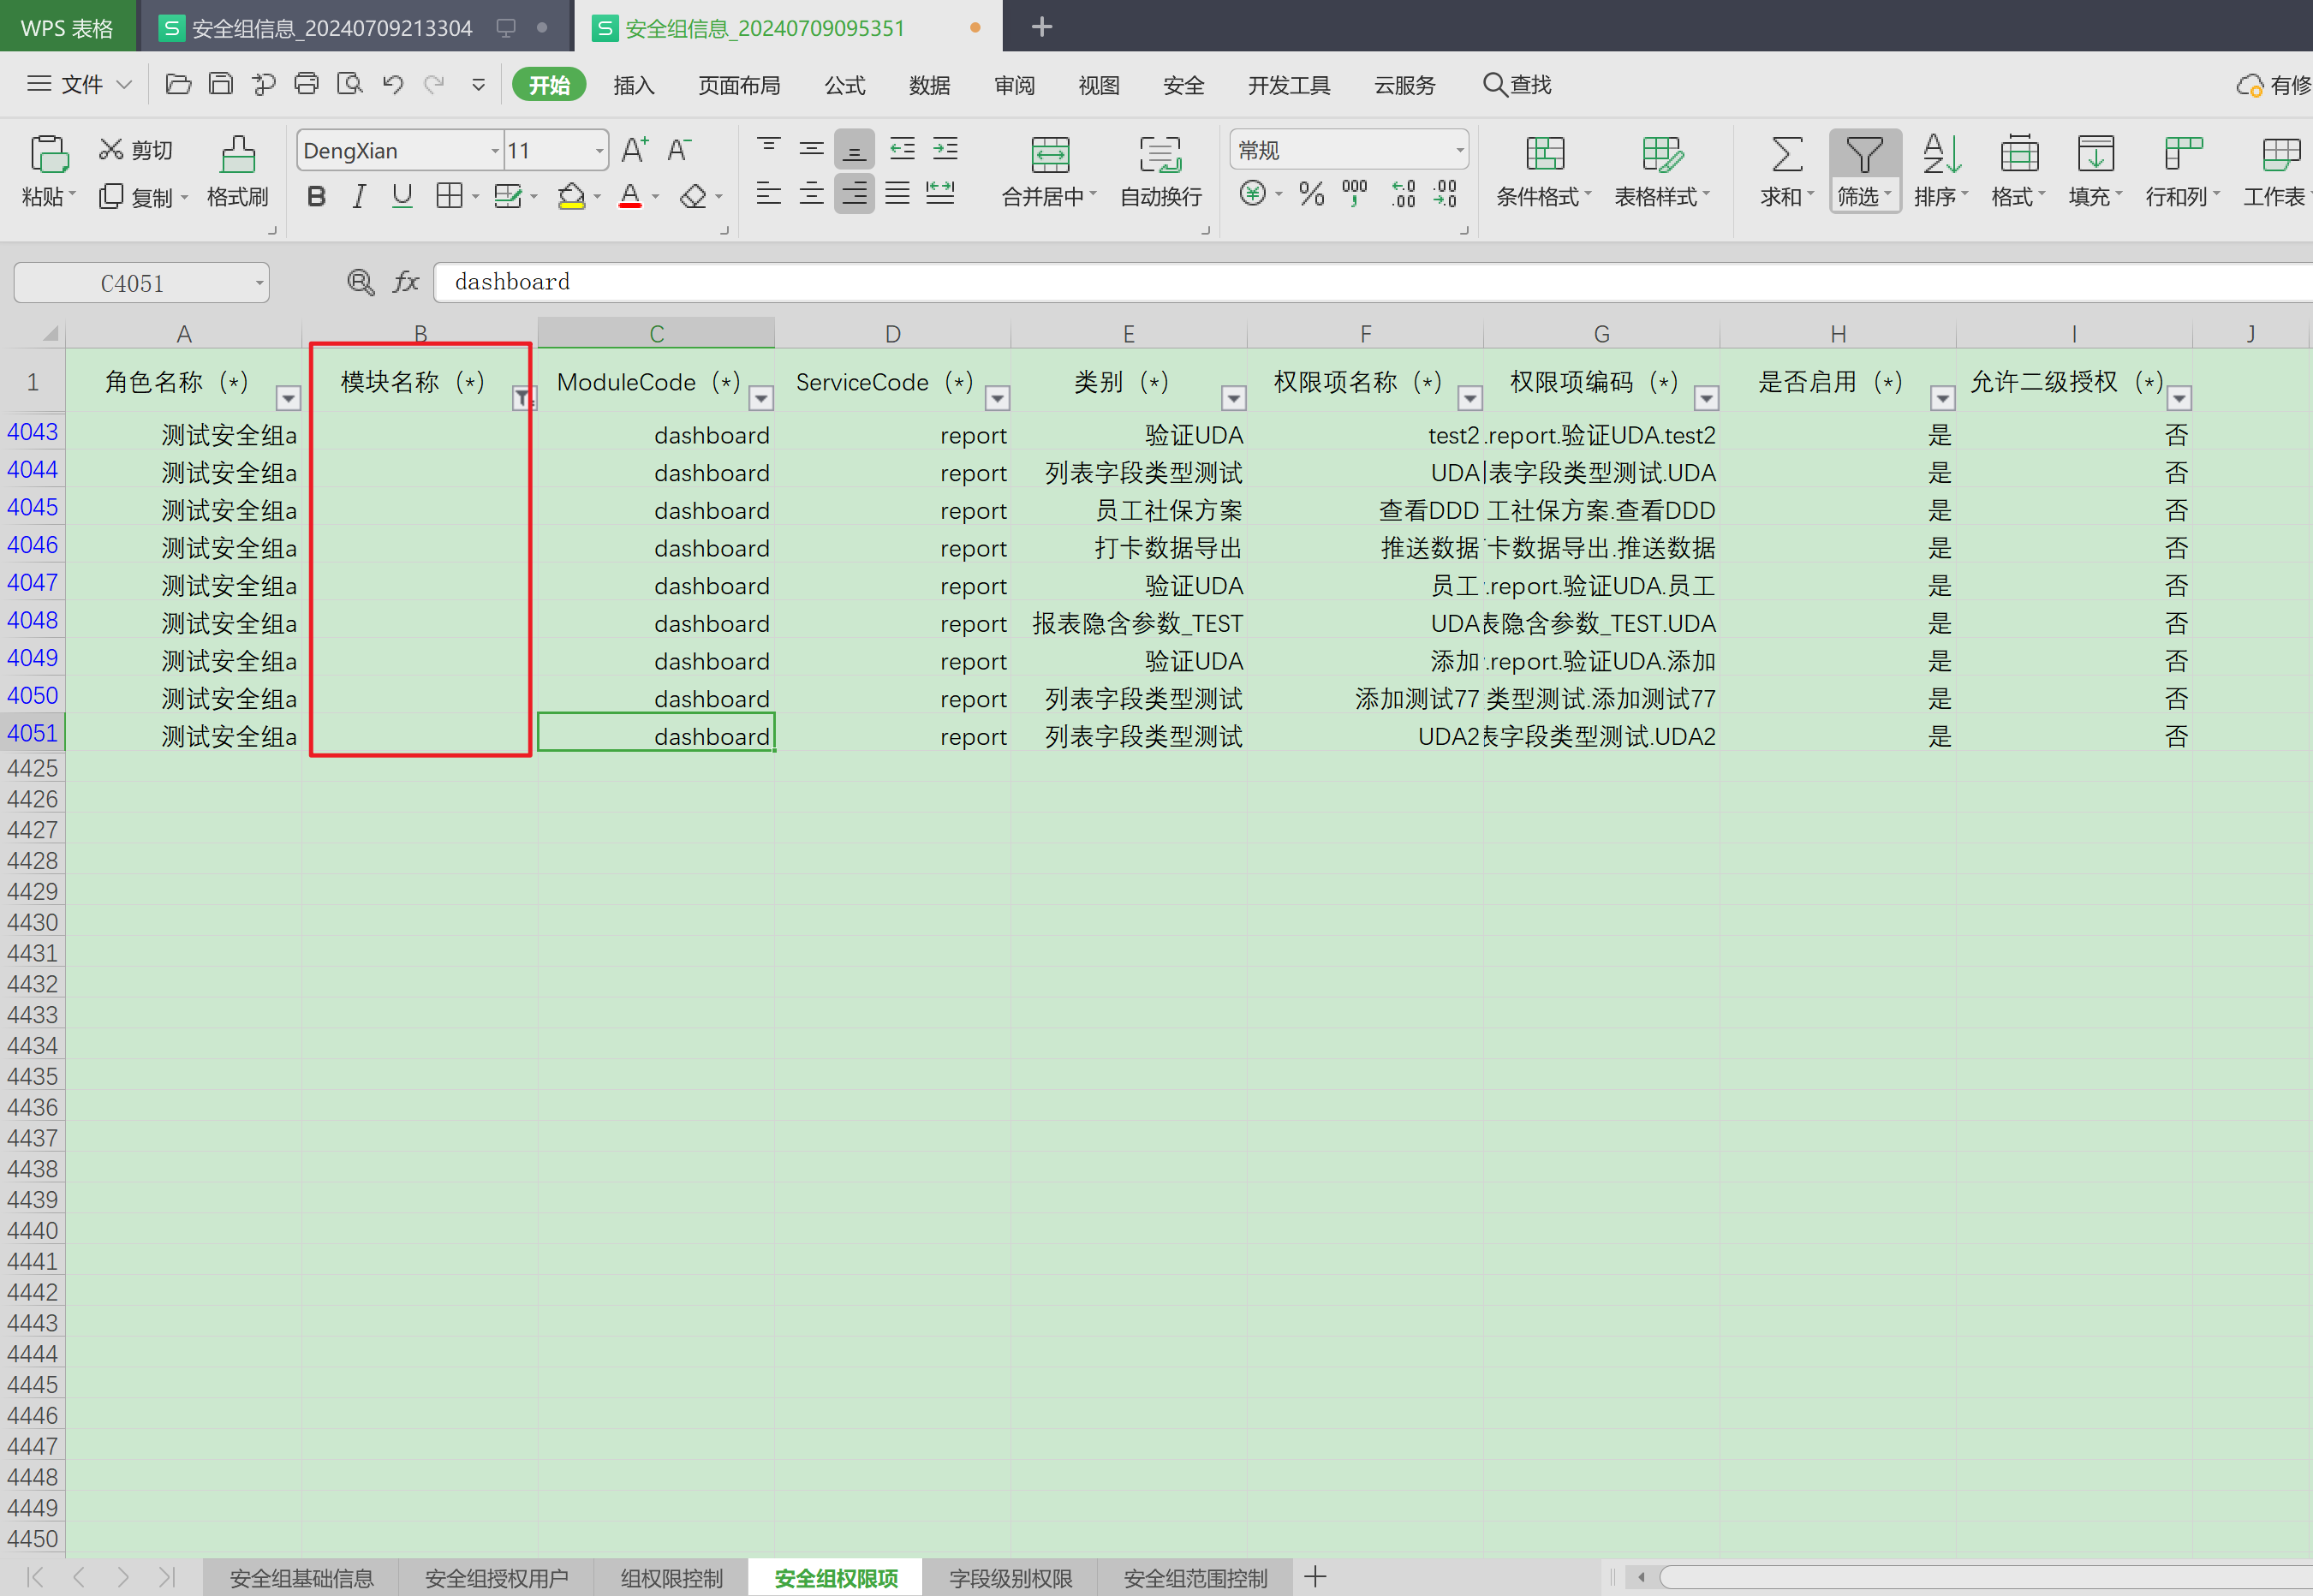 WPS 表格 安全组信息_20240709213304 安全组信息_20240709095351
文件 开始 插入 页面布局 公式 数据 审阅 视图 安全 开发工具 云服务 查找 有修
粘贴 剪切 复制 格式刷 DengXian 11 合并居中 自动换行 常规 条件格式 表格样式 求和 筛选 排序 格式 填充 行和列 工作表
C4051 fx dashboard
A B C D E F G H I J
1 角色名称（*） 模块名称（*） ModuleCode（*） ServiceCode（*） 类别（*） 权限项名称（*） 权限项编码（*） 是否启用（*） 允许二级授权（*）
4043 测试安全组a dashboard report 验证UDA test2 .report.验证UDA.test2 是 否
4044 测试安全组a dashboard report 列表字段类型测试 UDA 表字段类型测试.UDA 是 否
4045 测试安全组a dashboard report 员工社保方案 查看DDD 工社保方案.查看DDD 是 否
4046 测试安全组a dashboard report 打卡数据导出 推送数据 卡数据导出.推送数据 是 否
4047 测试安全组a dashboard report 验证UDA 员工 .report.验证UDA.员工 是 否
4048 测试安全组a dashboard report 报表隐含参数_TEST UDA 表隐含参数_TEST.UDA 是 否
4049 测试安全组a dashboard report 验证UDA 添加 .report.验证UDA.添加 是 否
4050 测试安全组a dashboard report 列表字段类型测试 添加测试77 类型测试.添加测试77 是 否
4051 测试安全组a dashboard report 列表字段类型测试 UDA2 表字段类型测试.UDA2 是 否
4425
4426
4427
4428
4429
4430
4431
4432
4433
4434
4435
4436
4437
4438
4439
4440
4441
4442
4443
4444
4445
4446
4447
4448
4449
4450
安全组基础信息 安全组授权用户 组权限控制 安全组权限项 字段级别权限 安全组范围控制